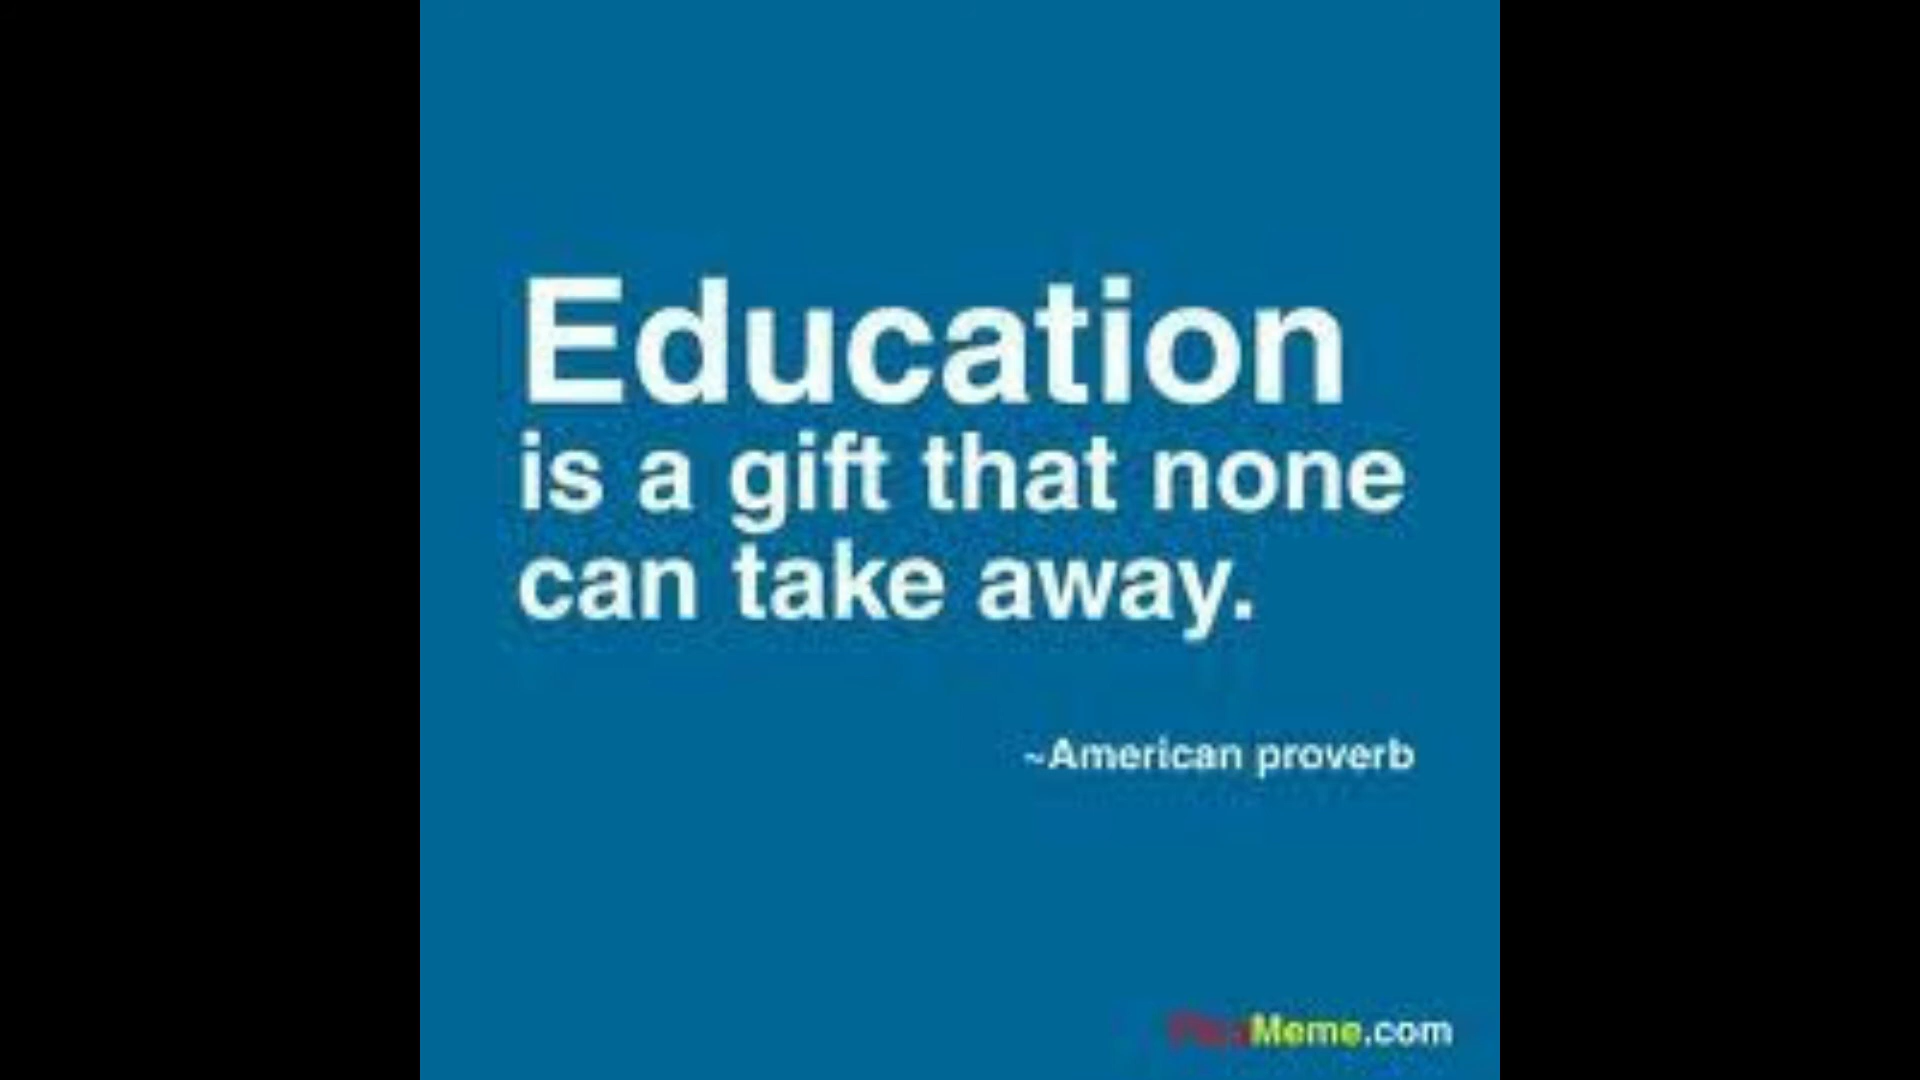 Education
is a gift that none
can take away.
~American proverb
Meme.com